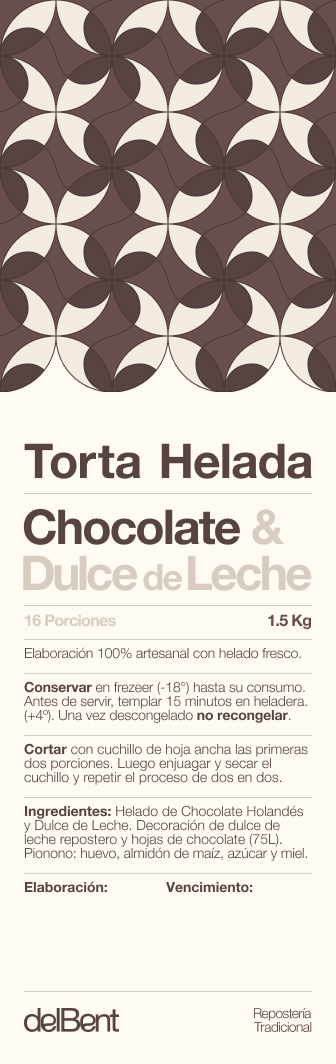 Torta Helada
Chocolate &
Dulce de Leche
16 Porciones 1.5 Kg
Elaboración 100% artesanal con helado fresco.
Conservar en frezeer (-18°) hasta su consumo.
Antes de servir, templar 15 minutos en heladera.
(+4º). Una vez descongelado no recongelar.
Cortar con cuchillo de hoja ancha las primeras
dos porciones. Luego enjuagar y secar el
cuchillo y repetir el proceso de dos en dos.
Ingredientes: Helado de Chocolate Holandés
y Dulce de Leche. Decoración de dulce de
leche repostero y hojas de chocolate (75L).
Pionono: huevo, almidón de maíz, azúcar y miel.
Elaboración: Vencimiento:
delBent
Repostería
Tradicional